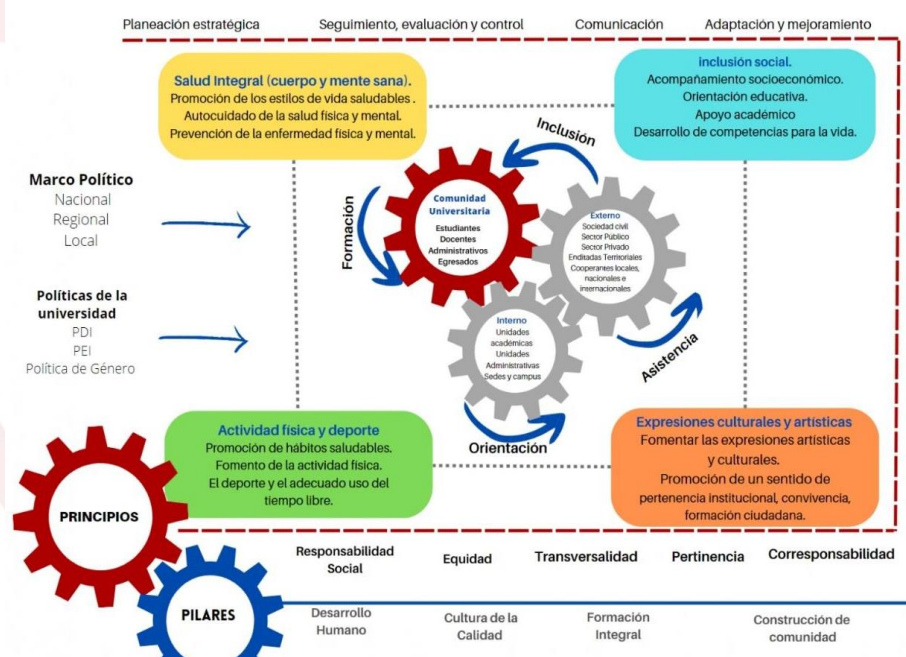 Planeación estratégica
Seguimiento, evaluación y control
Comunicación
Adaptación y mejoramiento
Salud Integral (cuerpo y mente sana).
Promoción de los estilos de vida saludables .
Autocuidado de la salud física y mental.
Prevención de la enfermedad física y mental.
inclusión social.
Acompañamiento socioeconómico.
Orientación educativa.
Apoyo académico
Desarrollo de competencias para la vida.
Marco Político
Nacional
Regional
Local
Políticas de la
universidad
PDI
PEI
Política de Género
Formación
Inclusión
Comunidad
Universitaria
Estudiantes
Docentes
Administrativos
Egresados
Externo
Sociedad civil
Sector Público
Sector Privado
Enditadas Territoriales
Cooperantes locales,
nacionales e
internacionales
Interno
Unidades
académicas
Unidades
Administrativas
Sedes y campus
Asistencia
Orientación
Actividad física y deporte
Promoción de hábitos saludables.
Fomento de la actividad física.
El deporte y el adecuado uso del
tiempo libre.
Expresiones culturales y artísticas
Fomentar las expresiones artísticas
y culturales.
Promoción de un sentido de
pertenencia institucional, convivencia,
formación ciudadana.
PRINCIPIOS
Responsabilidad
Social
Equidad
Transversalidad
Pertinencia
Corresponsabilidad
PILARES
Desarrollo
Humano
Cultura de la
Calidad
Formación
Integral
Construcción de
comunidad